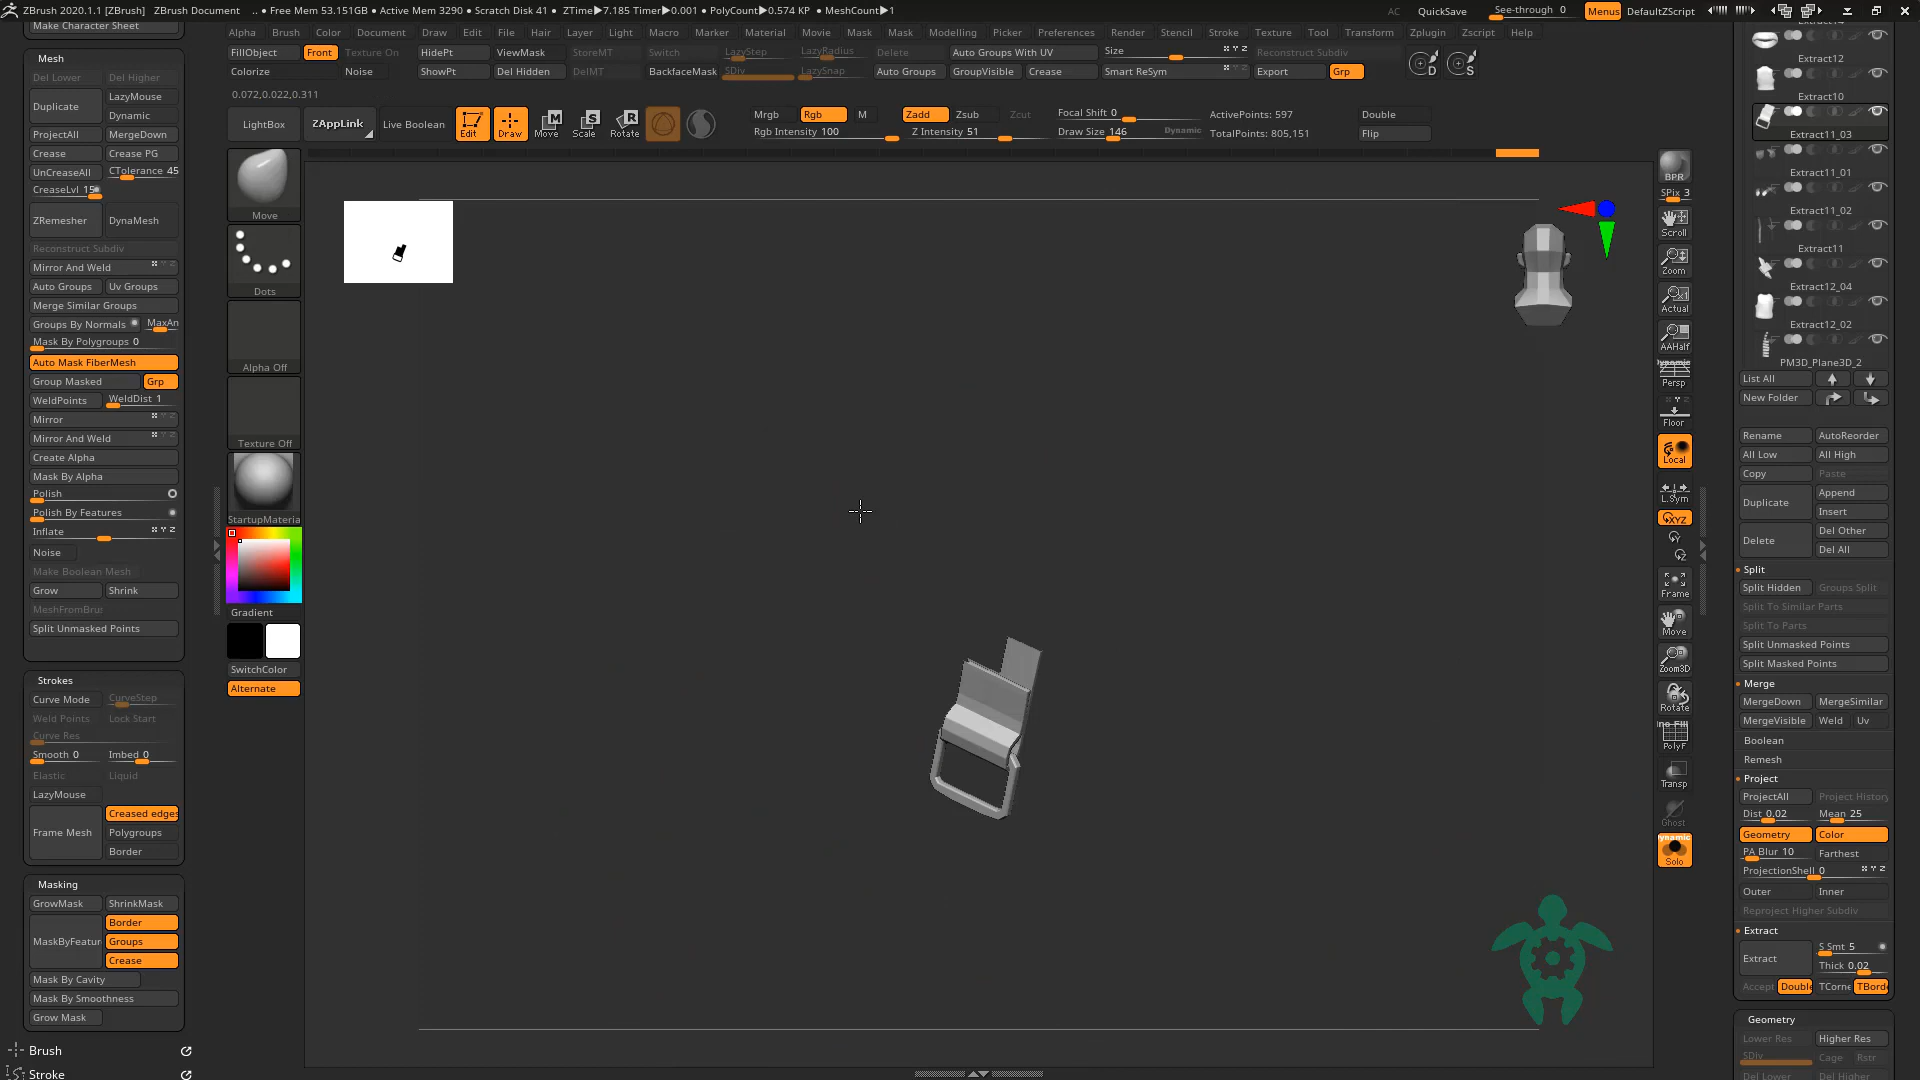 ZBrush 2020.1.1 [ZBrush] ZBrush Document .. • Free Mem 53.151GB • Active Mem 3290 • Scratch Disk 41 • ZTime▶7.185 Timer▶0.001 • PolyCount▶0.574 KP • MeshCount▶1 AC QuickSave See-through 0 Menus DefaultZScript
Alpha Brush Color Document Draw Edit File Hair Layer Light Macro Marker Material Movie Mask Mask Modelling Picker Preferences Render Stencil Stroke Texture Tool Transform Zplugin Zscript Help
FillObject Front Texture On HidePt ViewMask StoreMT Switch LazyStep LazyRadius Delete Auto Groups With UV Size Reconstruct Subdiv
Colorize Noise ShowPt Del Hidden DelMT BackfaceMask SDiv LazySnap Auto Groups GroupVisible Crease Smart ReSym Export Grp
0.072,0.022,0.311
LightBox ZAppLink Live Boolean Edit Draw Move Scale Rotate Mrgb Rgb M Zadd Zsub Zcut Focal Shift 0 ActivePoints: 597 Double
Rgb Intensity 100 Z Intensity 51 Draw Size 146 Dynamic TotalPoints: 805,151 Flip
Make Character Sheet
Mesh
Del Lower Del Higher
Duplicate LazyMouse
Dynamic
ProjectAll MergeDown
Crease Crease PG
UnCreaseAll CTolerance 45
CreaseLvl 15
ZRemesher DynaMesh
Reconstruct Subdiv
Mirror And Weld
Auto Groups Uv Groups
Merge Similar Groups
Groups By Normals MaxAn
Mask By Polygroups 0
Auto Mask FiberMesh
Group Masked Grp
WeldPoints WeldDist 1
Mirror
Mirror And Weld
Create Alpha
Mask By Alpha
Polish
Polish By Features
Inflate
Noise
Make Boolean Mesh
Grow Shrink
MeshFromBru
Split Unmasked Points
Strokes
Curve Mode CurveStep
Weld Points Lock Start
Curve Res
Smooth 0 Imbed 0
Elastic Liquid
LazyMouse
Frame Mesh Creased edges
Polygroups
Border
Masking
GrowMask ShrinkMask
MaskByFeatur Border
Groups
Crease
Mask By Cavity
Mask By Smoothness
Grow Mask
Brush
Stroke
Move
Dots
Alpha Off
Texture Off
StartupMateria
Gradient
SwitchColor
Alternate
BPR
SPix 3
Scroll
Zoom
Actual
AAHalf
Dynamic
Persp
Floor
Local
L.Sym
XYZ
Y
Z
Frame
Move
Zoom3D
Rotate
PolyF
Transp
Ghost
Solo
Extract12
Extract10
Extract11_03
Extract11_01
Extract11_02
Extract11
Extract12_04
Extract12_02
PM3D_Plane3D_2
List All
New Folder
Rename AutoReorder
All Low All High
Copy Paste
Duplicate Append
Insert
Delete Del Other
Del All
Split
Split Hidden Groups Split
Split To Similar Parts
Split To Parts
Split Unmasked Points
Split Masked Points
Merge
MergeDown MergeSimilar
MergeVisible Weld Uv
Boolean
Remesh
Project
ProjectAll Project History
Dist 0.02 Mean 25
Geometry Color
PA Blur 10 Farthest
ProjectionShell 0
Outer Inner
Reproject Higher Subdiv
Extract
Extract S Smt 5
Thick 0.02
Accept Double TCorne TBorde
Geometry
Lower Res Higher Res
SDiv Cage Rstr
Del Lower Del Higher